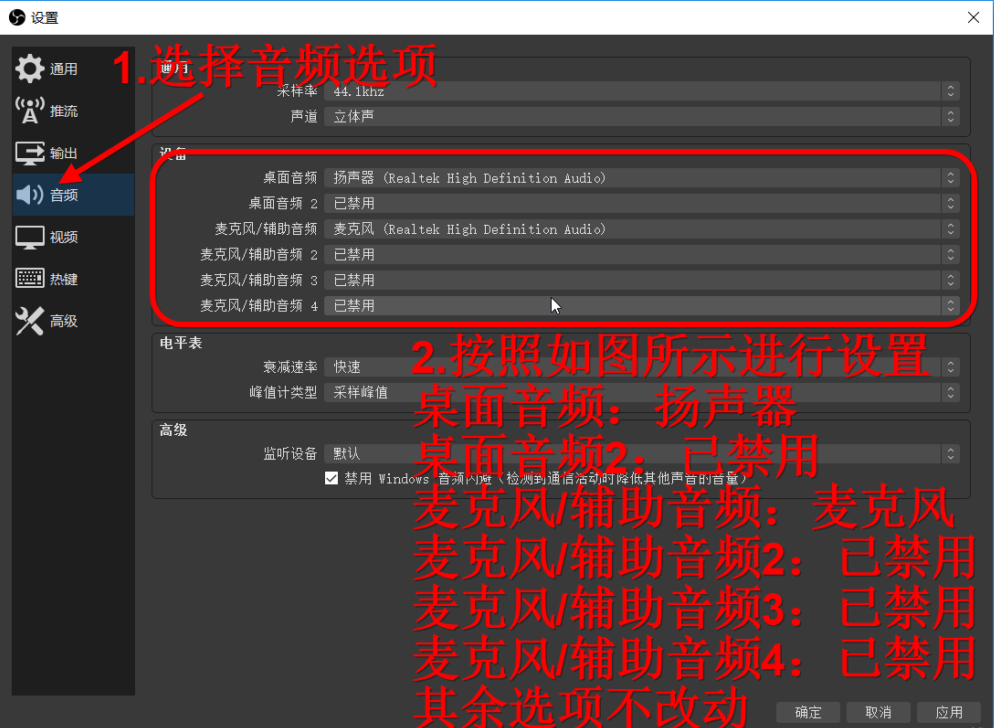 设置
通用
推流
输出
音频
视频
热键
高级
1.选择音频选项
通用
采样率 44.1khz
声道 立体声
设备
桌面音频 扬声器 (Realtek High Definition Audio)
桌面音频 2 已禁用
麦克风/辅助音频 麦克风 (Realtek High Definition Audio)
麦克风/辅助音频 2 已禁用
麦克风/辅助音频 3 已禁用
麦克风/辅助音频 4 已禁用
电平表
衰减速率 快速
峰值计类型 采样峰值
高级
监听设备 默认
禁用 Windows 音频闪避（检测到通信活动时降低其他声音的音量）
2.按照如图所示进行设置
桌面音频：扬声器
桌面音频2：已禁用
麦克风/辅助音频：麦克风
麦克风/辅助音频2：已禁用
麦克风/辅助音频3：已禁用
麦克风/辅助音频4：已禁用
其余选项不改动
确定 取消 应用